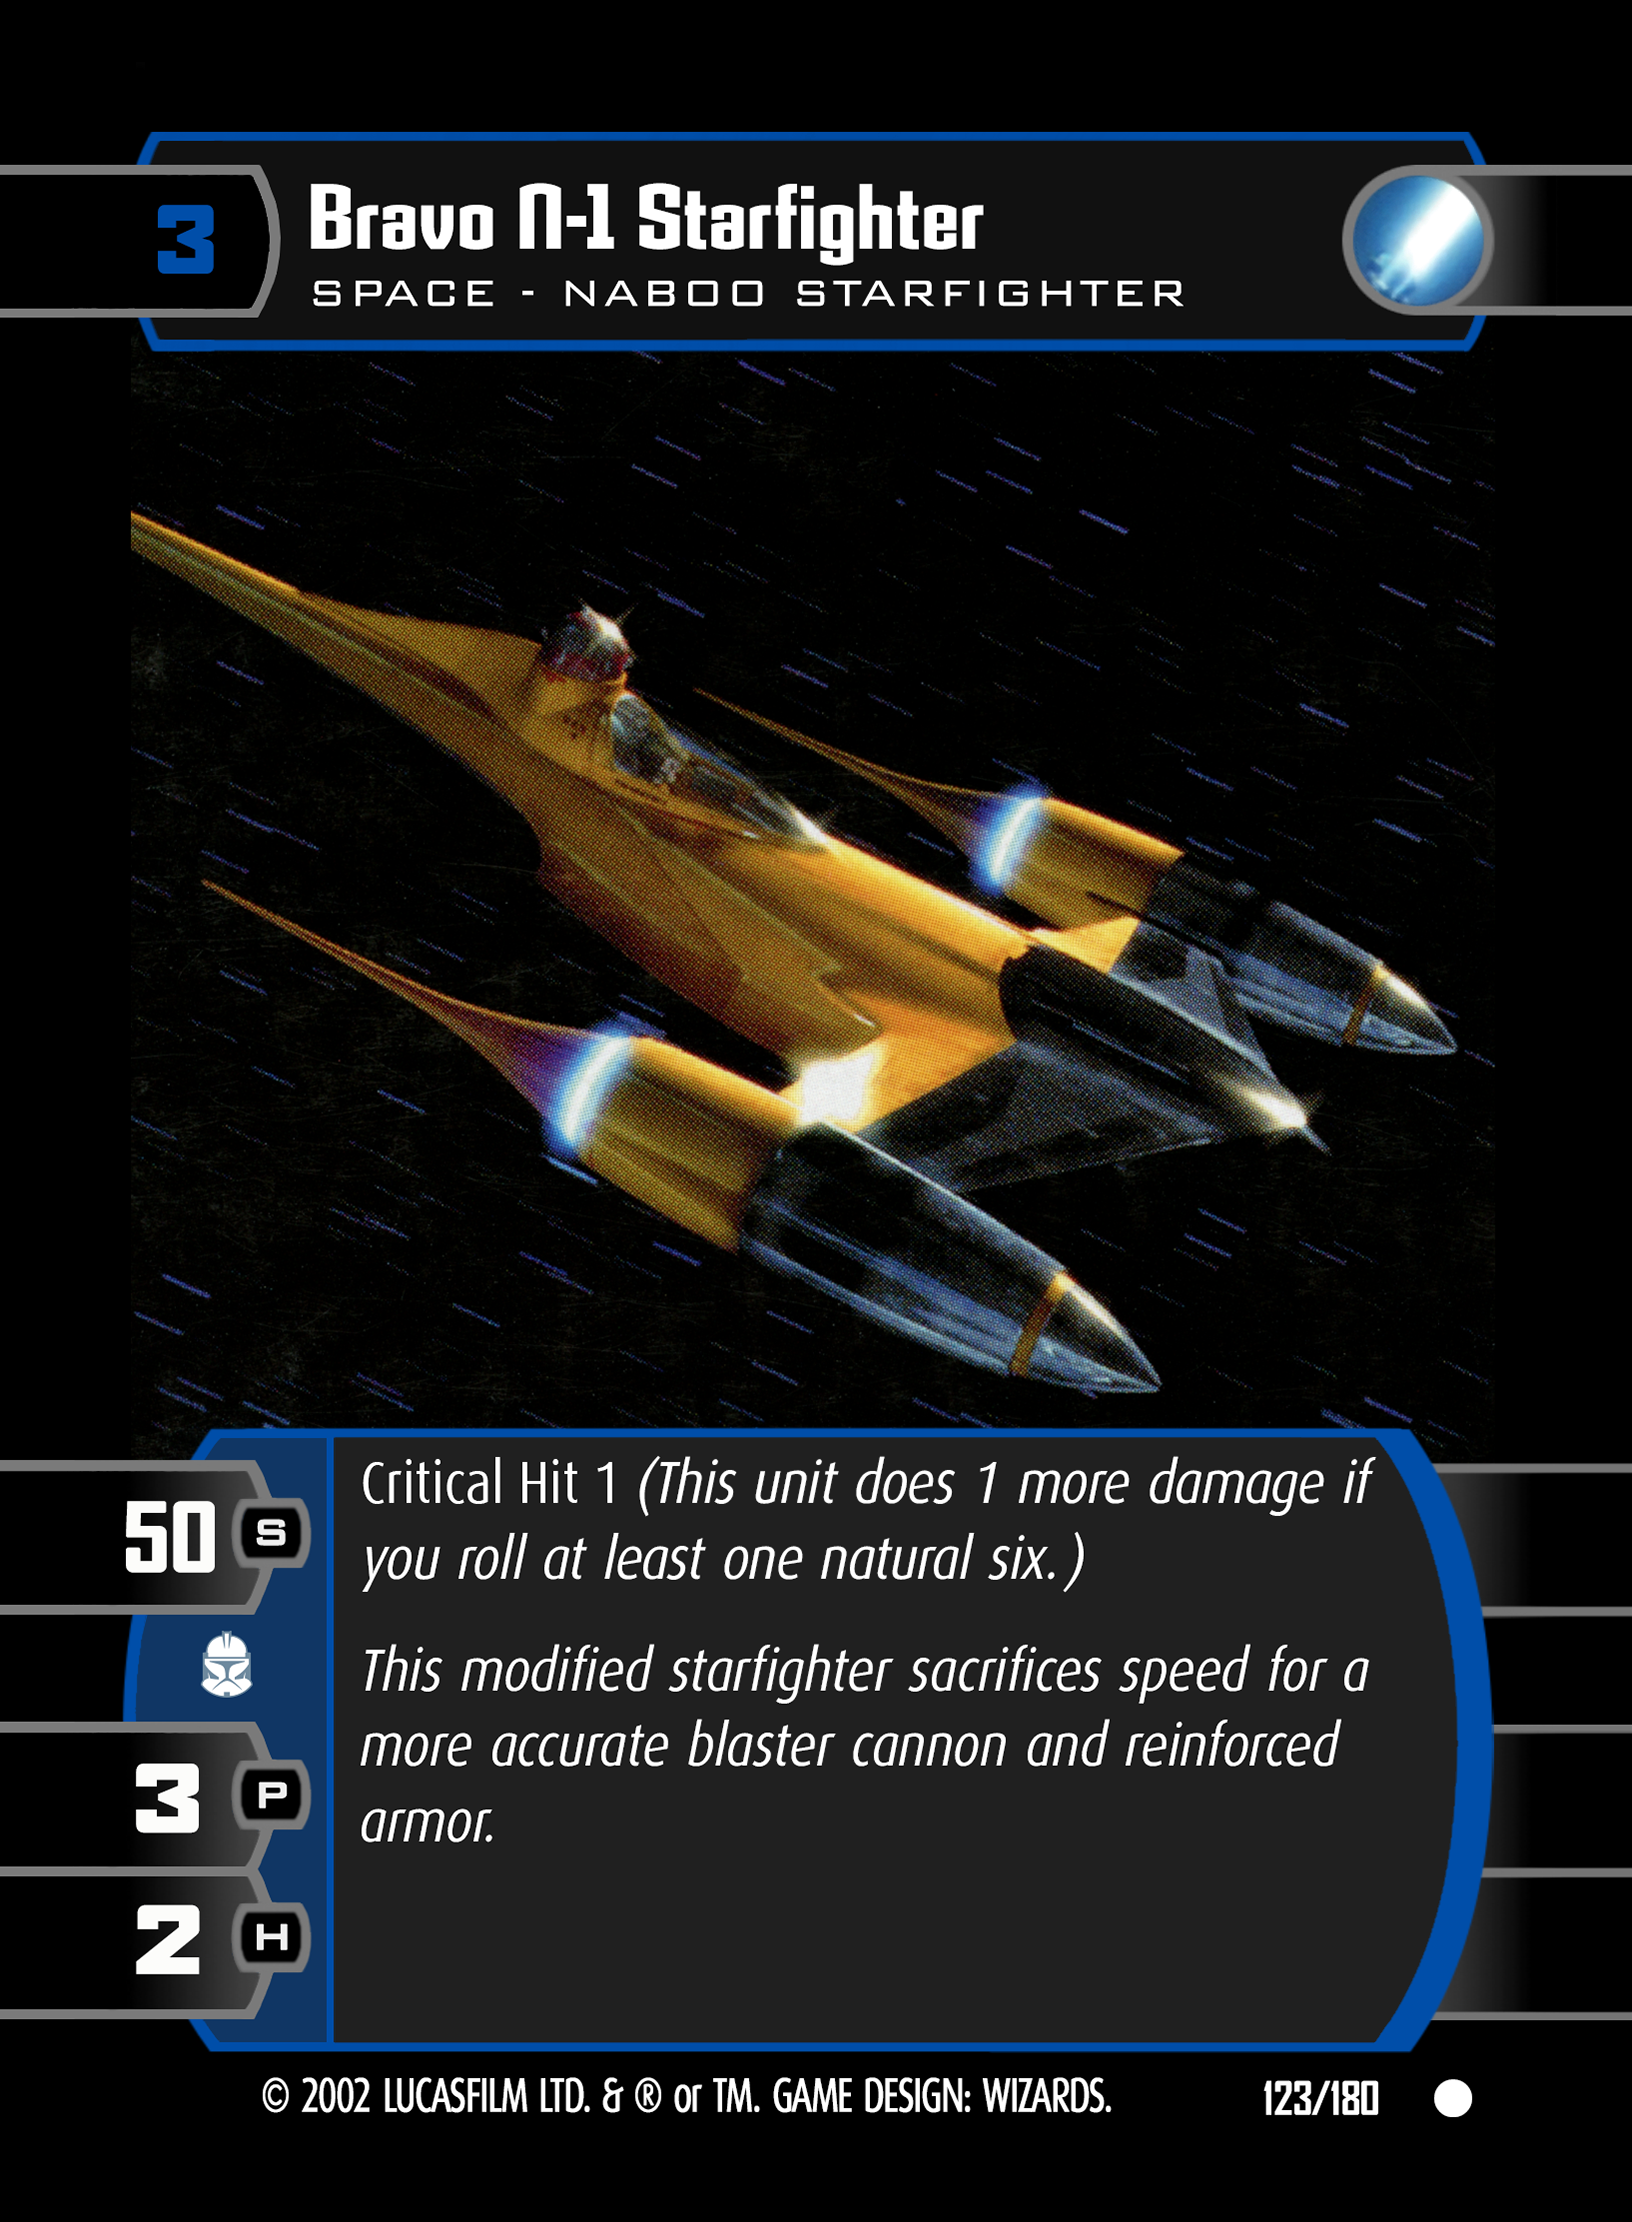 3
Bravo N-1 Starfighter
SPACE - NABOO STARFIGHTER
50 S
Critical Hit 1 (This unit does 1 more damage if
you roll at least one natural six.)
This modified starfighter sacrifices speed for a
more accurate blaster cannon and reinforced
armor.
3 P
2 H
© 2002 LUCASFILM LTD. & ® or TM. GAME DESIGN: WIZARDS.
123/180